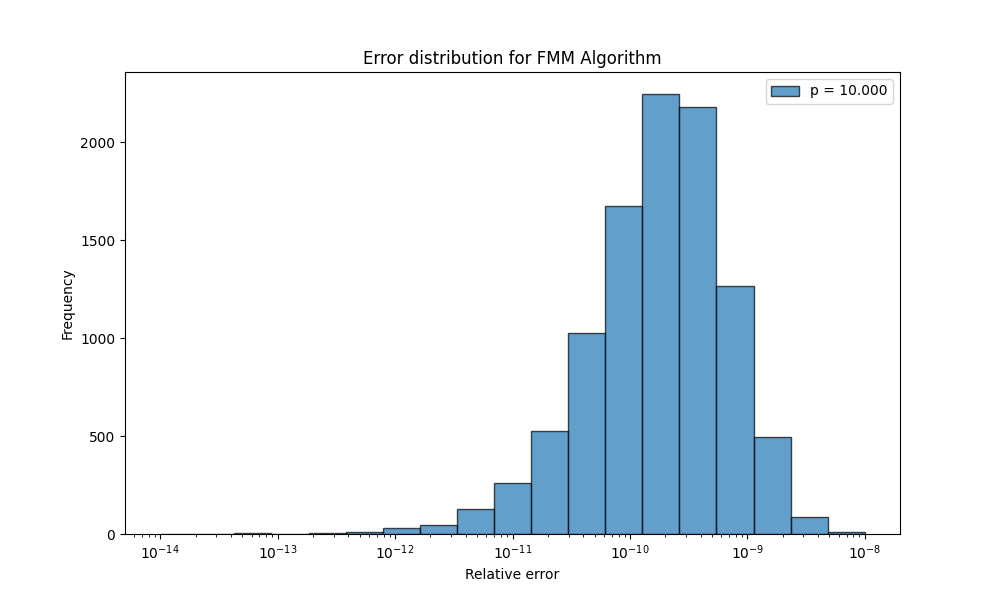 Error distribution for FMM Algorithm
p = 10.000
Frequency
2000
1500
1000
500
0
10⁻¹⁴ 10⁻¹³ 10⁻¹² 10⁻¹¹ 10⁻¹⁰ 10⁻⁹ 10⁻⁸
Relative error